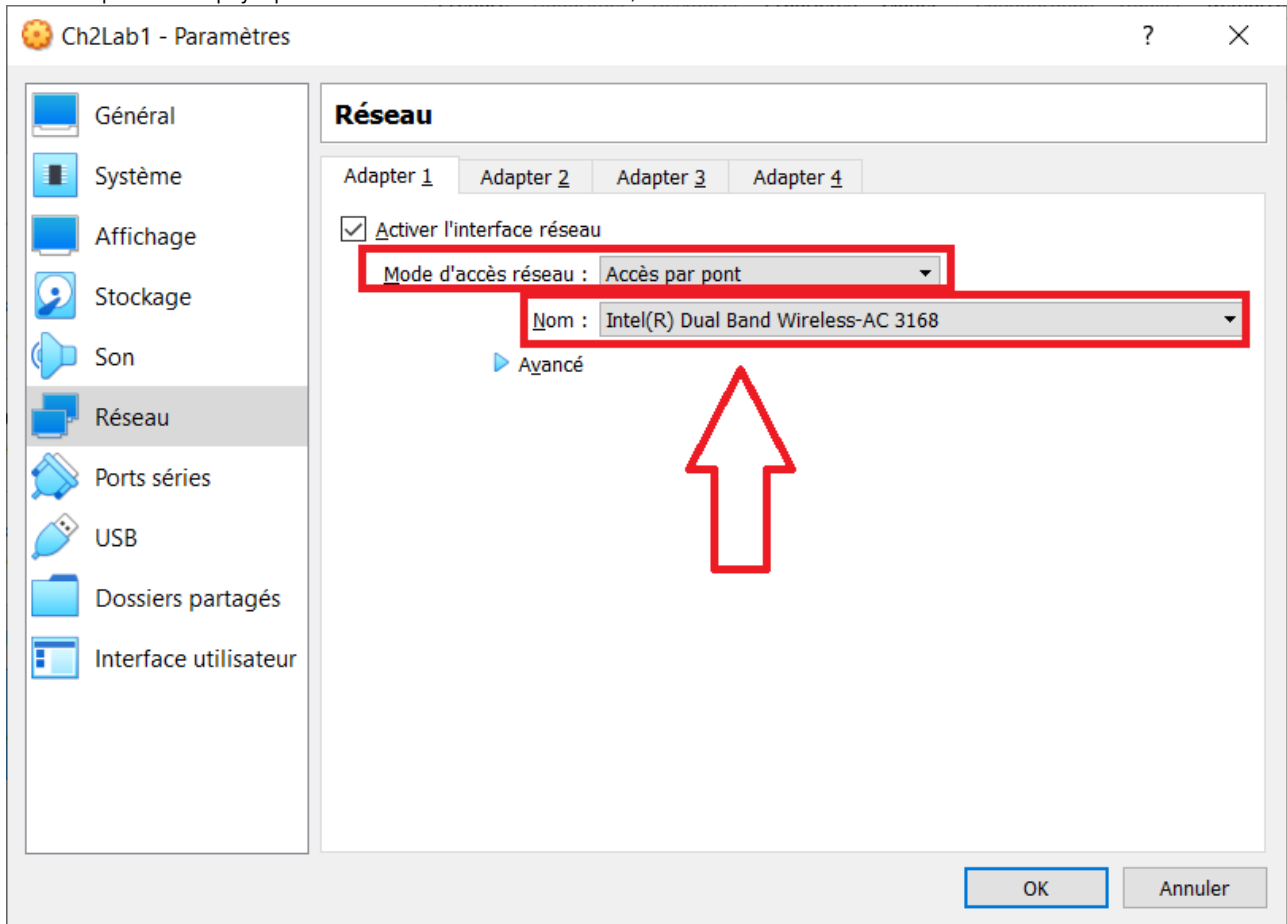 Ch2Lab1 - Paramètres ? ×
Général
Système
Affichage
Stockage
Son
Réseau
Ports séries
USB
Dossiers partagés
Interface utilisateur
Réseau
Adapter 1 Adapter 2 Adapter 3 Adapter 4
Activer l'interface réseau
Mode d'accès réseau : Accès par pont
Nom : Intel(R) Dual Band Wireless-AC 3168
Avancé
OK Annuler